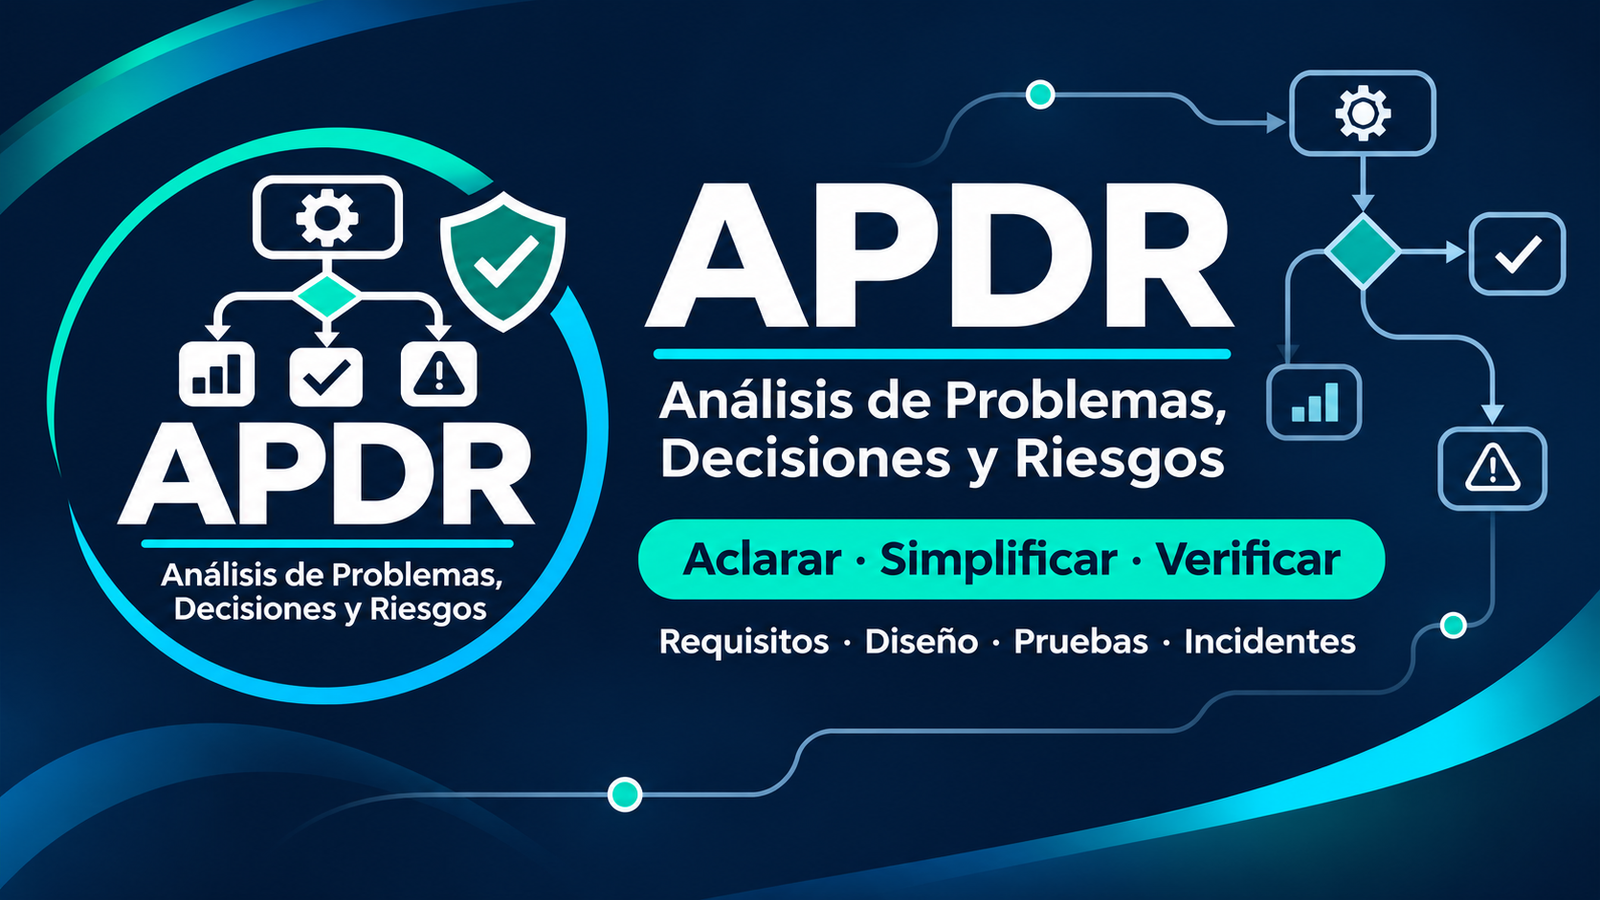 APDR
Análisis de Problemas,
Decisiones y Riesgos
APDR
Análisis de Problemas,
Decisiones y Riesgos
Aclarar · Simplificar · Verificar
Requisitos · Diseño · Pruebas · Incidentes